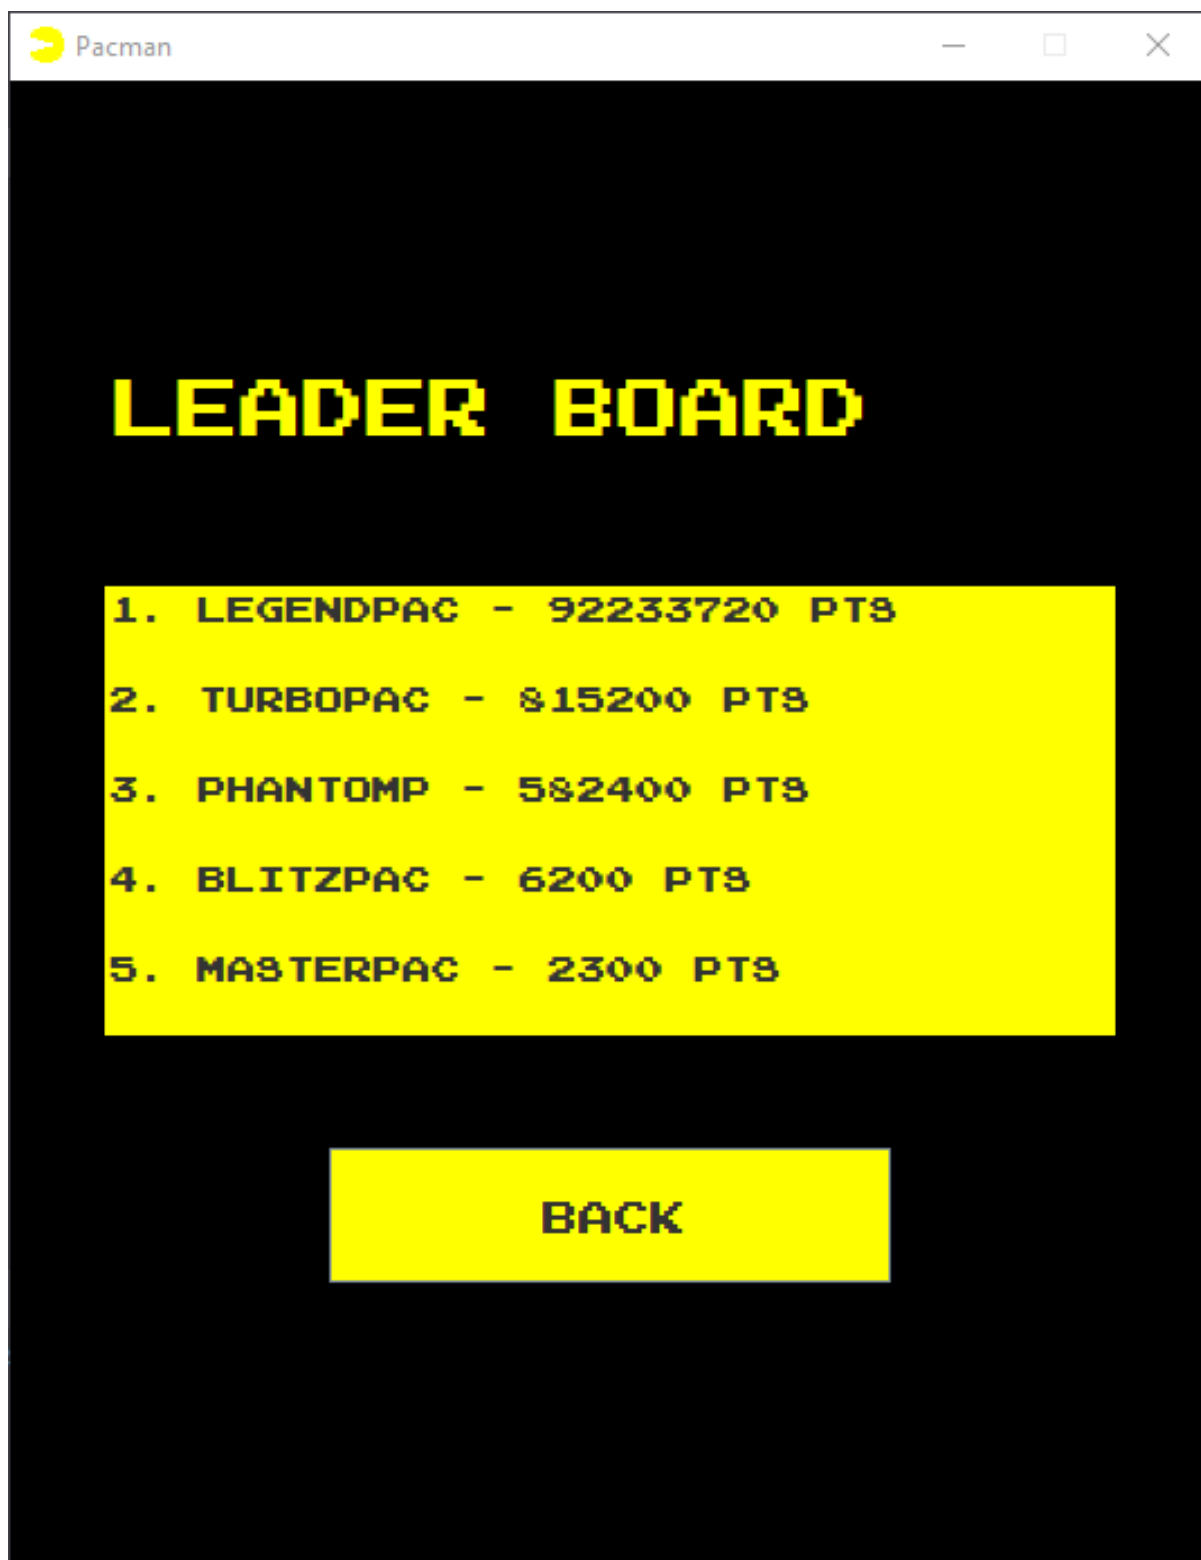 Pacman
LEADER BOARD
1. LEGENDPAC - 92233720 PTS
2. TURBOPAC - 815200 PTS
3. PHANTOMP - 582400 PTS
4. BLITZPAC - 6200 PTS
5. MASTERPAC - 2300 PTS
BACK